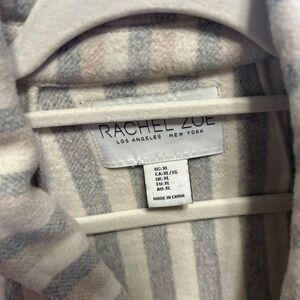 RACHEL ZOE
LOS ANGELES NEW YORK
US: XL
CA: XL/TG
UK: XL
EU: XL
AU: XL
MADE IN CHINA